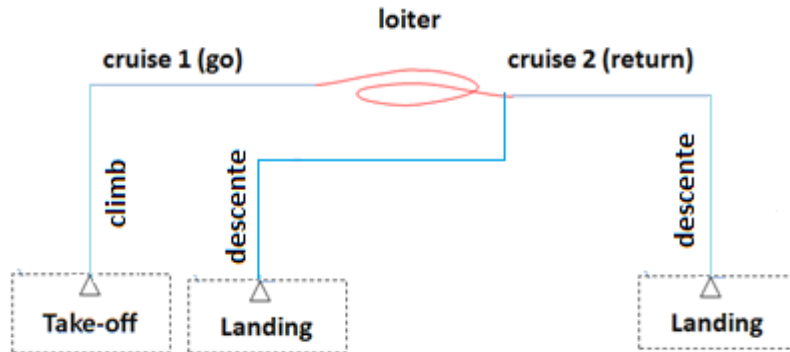 loiter
cruise 1 (go)
cruise 2 (return)
climb
descente
descente
Take-off
Landing
Landing